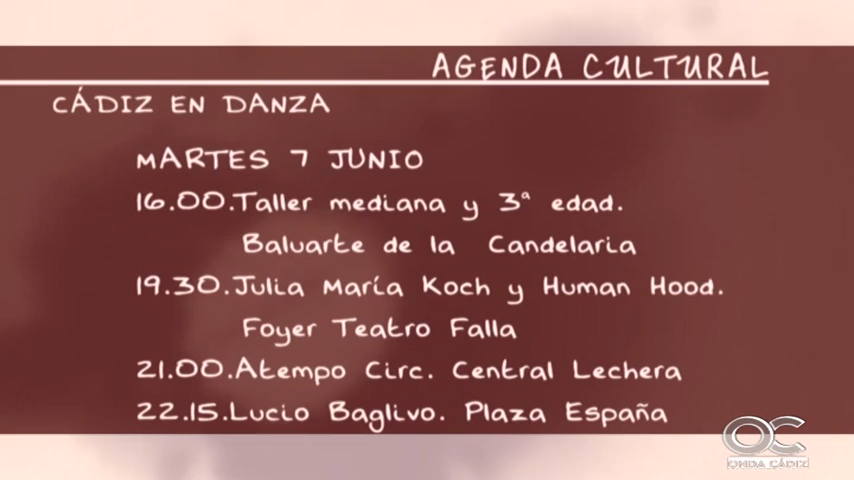 AGENDA CULTURAL
CÁDIZ EN DANZA
MARTES 7 JUNIO
16.00.Taller mediana y 3ª edad.
Baluarte de la Candelaria
19.30.Julia María Koch y Human Hood.
Foyer Teatro Falla
21.00.Atempo Circ. Central Lechera
22.15.Lucio Baglivo. Plaza España
OC
ONDA CÁDIZ